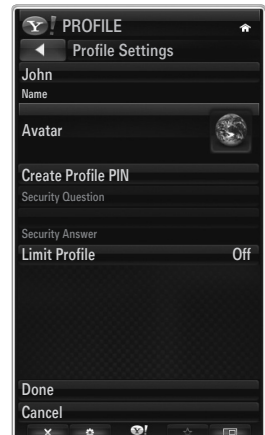 Y! PROFILE
Profile Settings
John
Name
Avatar
Create Profile PIN
Security Question
Security Answer
Limit Profile Off
Done
Cancel
Y!